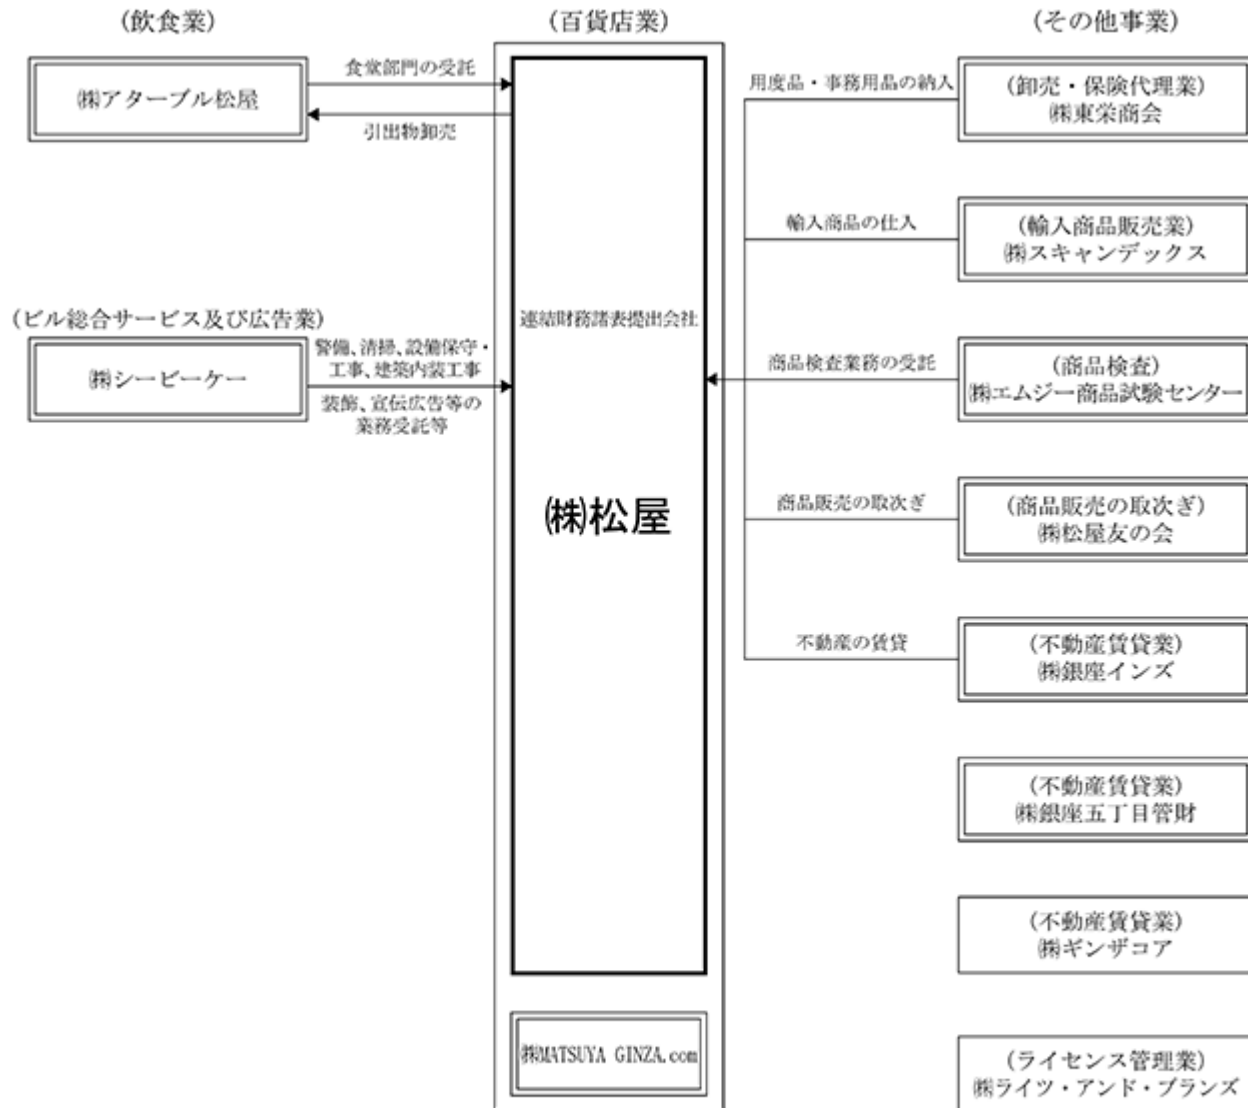 (飲食業)
㈱アターブル松屋
食堂部門の受託
引出物卸売
(ビル総合サービス及び広告業)
㈱シービーケー
警備、清掃、設備保守・
工事、建築内装工事
装飾、宣伝広告等の
業務受託等
(百貨店業)
連結財務諸表提出会社
㈱松屋
㈱MATSUYA GINZA.com
(その他事業)
用度品・事務用品の納入
(卸売・保険代理業)
㈱東栄商会
輸入商品の仕入
(輸入商品販売業)
㈱スキャンデックス
商品検査業務の受託
(商品検査)
㈱エムジー商品試験センター
商品販売の取次ぎ
(商品販売の取次ぎ)
㈱松屋友の会
不動産の賃貸
(不動産賃貸業)
㈱銀座インズ
(不動産賃貸業)
㈱銀座五丁目管財
(不動産賃貸業)
㈱ギンザコア
(ライセンス管理業)
㈱ライツ・アンド・ブランズ